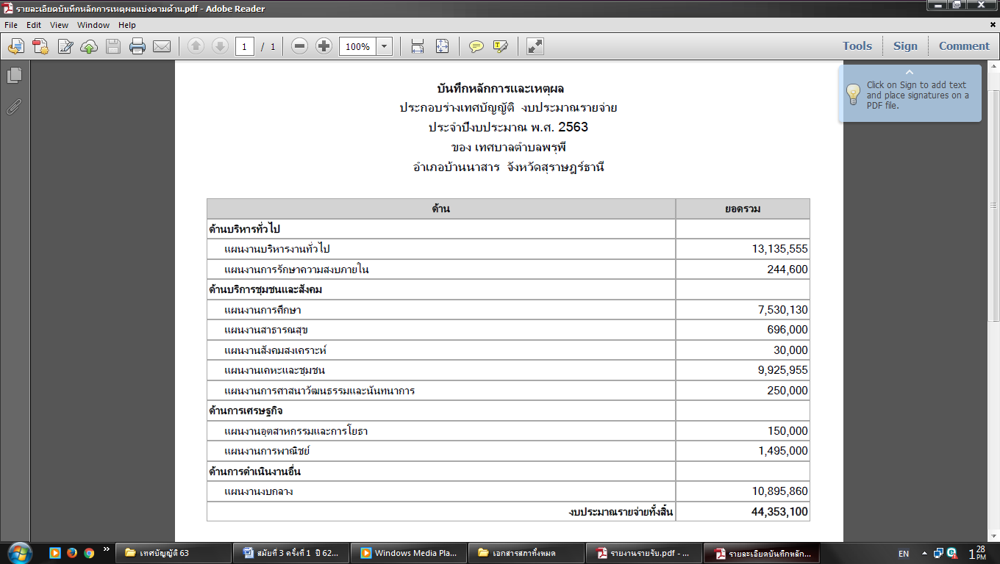 รายละเอียดบันทึกหลักการเหตุผลแบ่งตามด้าน.pdf - Adobe Reader
File Edit View Window Help
1 / 1 100% Tools Sign Comment
Click on Sign to add text
and place signatures on a
PDF file.
บันทึกหลักการและเหตุผล
ประกอบร่างเทศบัญญัติ งบประมาณรายจ่าย
ประจำปีงบประมาณ พ.ศ. 2563
ของ เทศบาลตำบลพรุพี
อำเภอบ้านนาสาร จังหวัดสุราษฎร์ธานี
ด้าน ยอดรวม
ด้านบริหารทั่วไป
แผนงานบริหารงานทั่วไป 13,135,555
แผนงานการรักษาความสงบภายใน 244,600
ด้านบริการชุมชนและสังคม
แผนงานการศึกษา 7,530,130
แผนงานสาธารณสุข 696,000
แผนงานสังคมสงเคราะห์ 30,000
แผนงานเคหะและชุมชน 9,925,955
แผนงานการศาสนาวัฒนธรรมและนันทนาการ 250,000
ด้านการเศรษฐกิจ
แผนงานอุตสาหกรรมและการโยธา 150,000
แผนงานการพาณิชย์ 1,495,000
ด้านการดำเนินงานอื่น
แผนงานงบกลาง 10,895,860
งบประมาณรายจ่ายทั้งสิ้น 44,353,100
เทศบัญญัติ 63 สมัยที่ 3 ครั้งที่ 1 ปี 62... Windows Media Pla... เอกสารสภาทั้งหมด รายงานรายรับ.pdf - ... รายละเอียดบันทึกหลัก... EN 1 28 PM